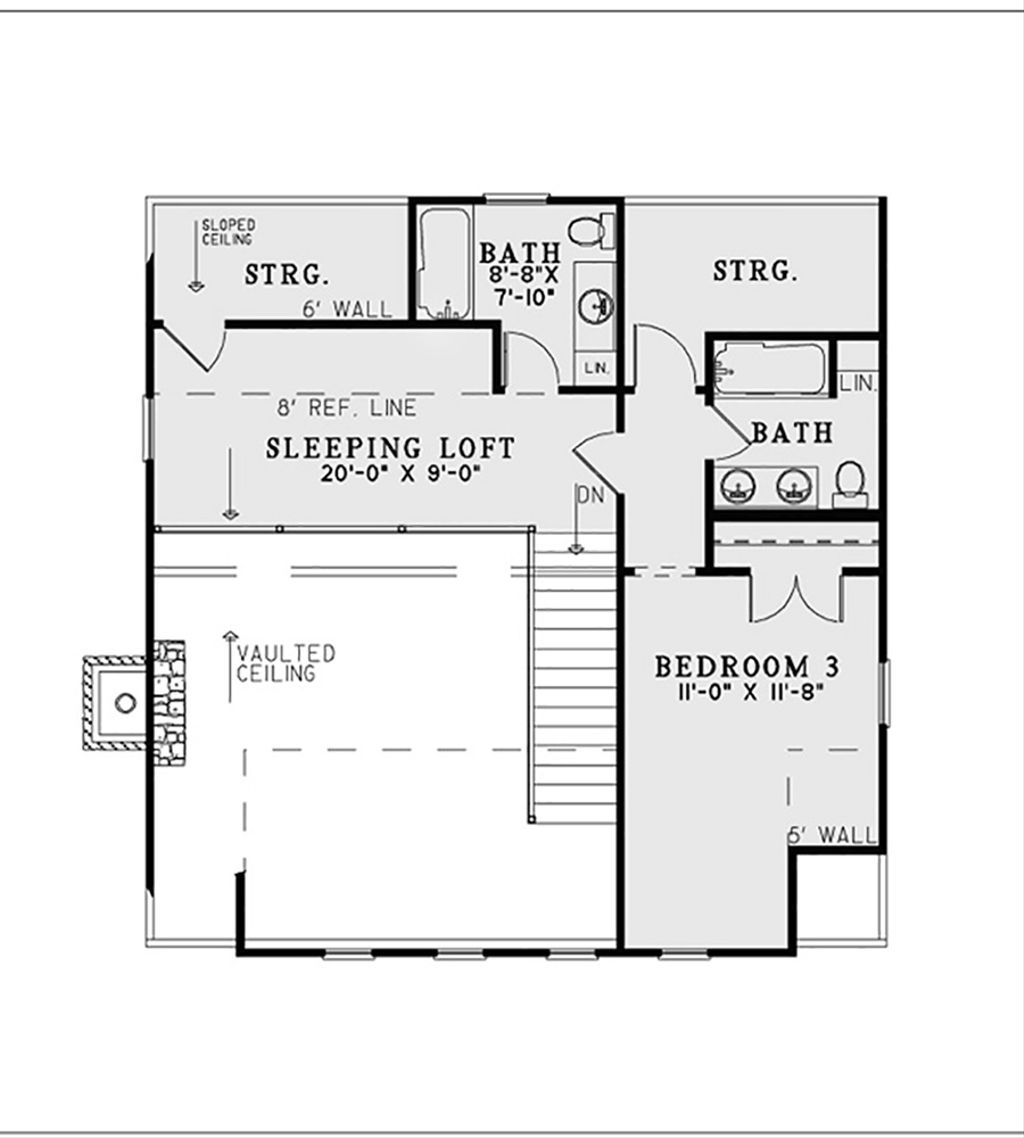 SLOPED
CEILING
STRG.
6' WALL
BATH
8'-8"X
7'-10"
LIN.
STRG.
LIN.
BATH
8' REF. LINE
SLEEPING LOFT
20'-0" X 9'-0"
DN
VAULTED
CEILING
BEDROOM 3
11'-0" X 11'-8"
5' WALL